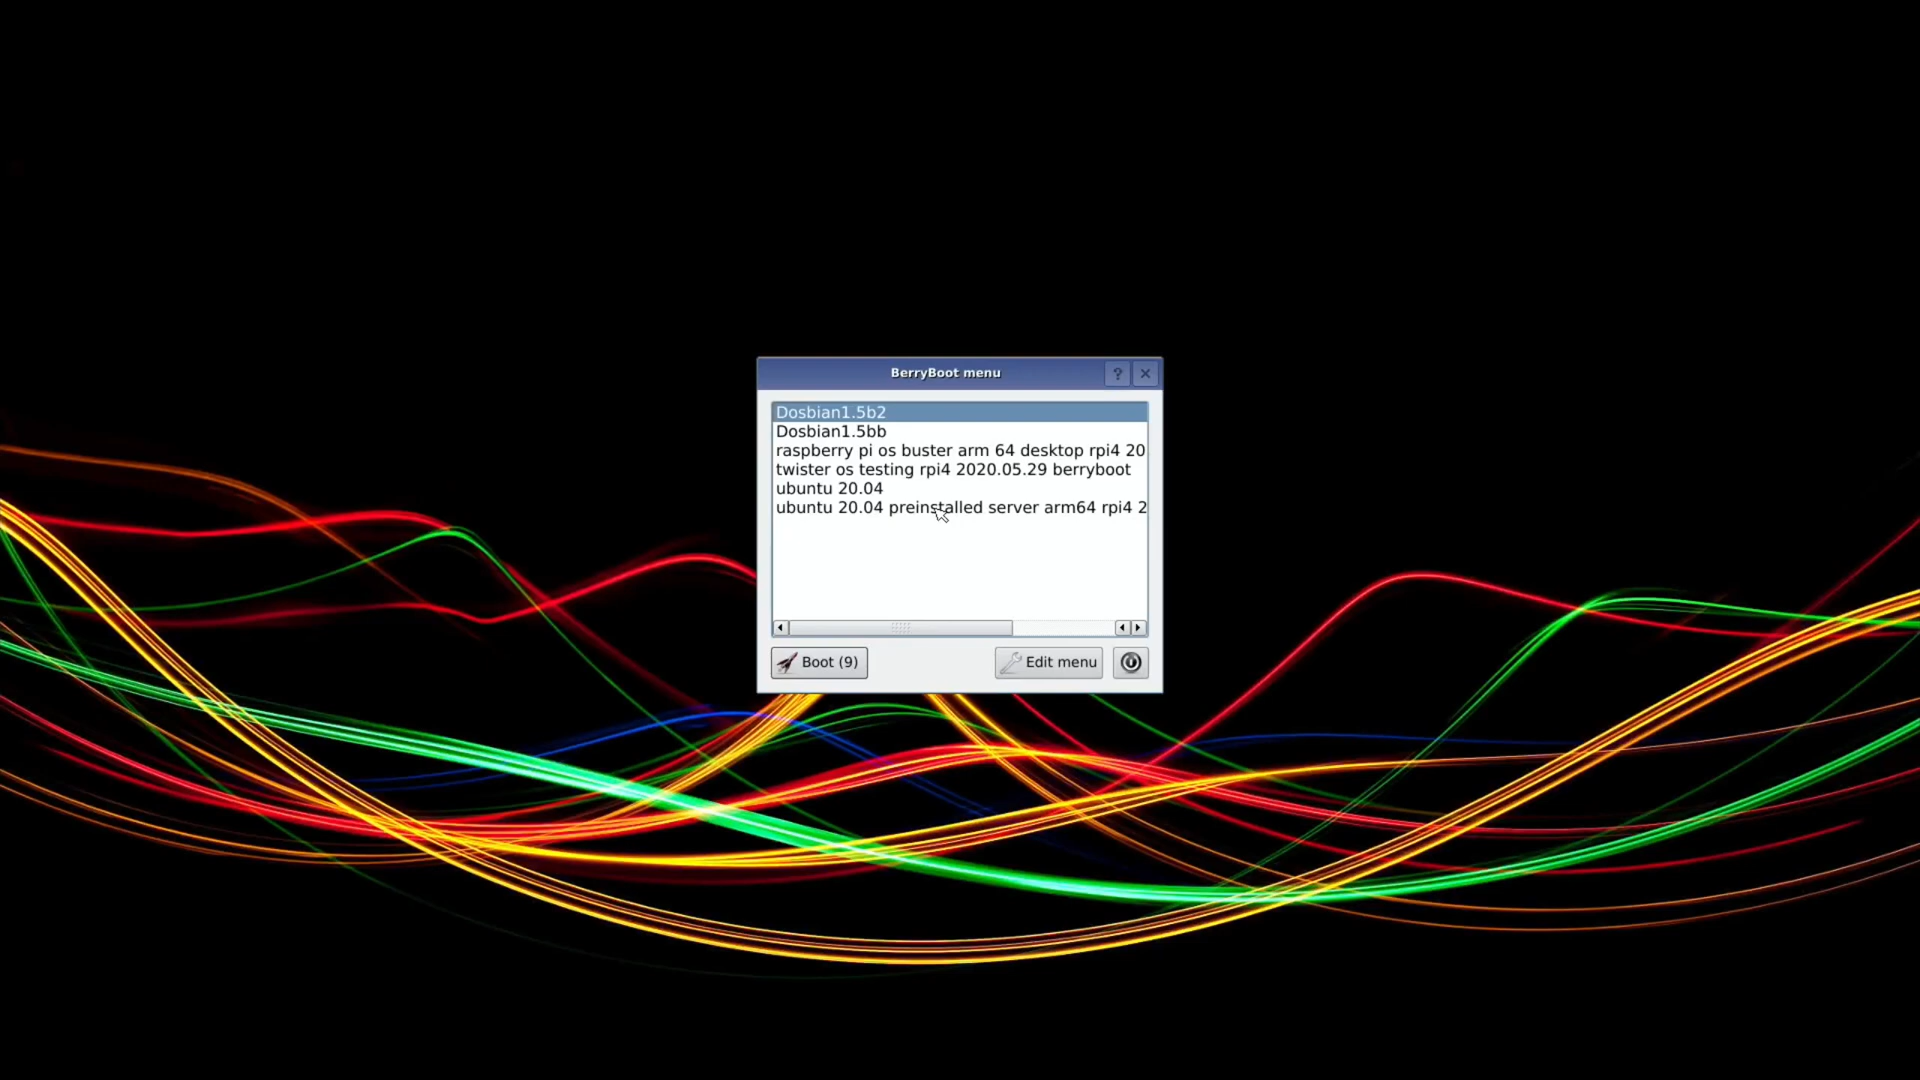 BerryBoot menu
?
Dosbian1.5b2
Dosbian1.5bb
raspberry pi os buster arm 64 desktop rpi4 20
twister os testing rpi4 2020.05.29 berryboot
ubuntu 20.04
ubuntu 20.04 preinstalled server arm64 rpi4 2
Boot (9)
Edit menu